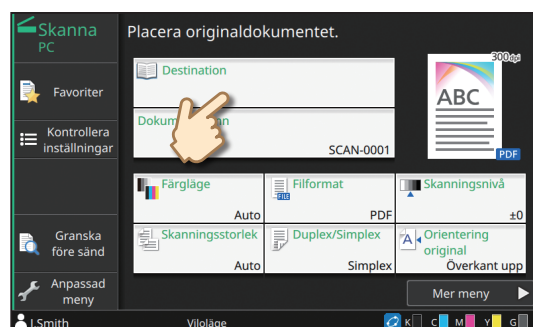 Skanna
PC
Placera originaldokumentet.
300dpi
Favoriter
Destination
ABC
PDF
Kontrollera
inställningar
SCAN-0001
Färgläge
Auto
Filformat
FILE
PDF
Skanningsnivå
±0
Granska
före sänd
Skanningsstorlek
Auto
Duplex/Simplex
Simplex
A
Orientering
original
Överkant upp
Anpassad
meny
Mer meny
J.Smith
Viloläge
K C M Y G